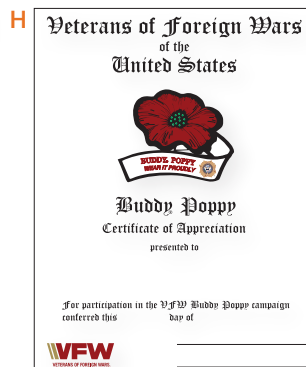 H
Veterans of Foreign Wars
of the
United States
BUDDY POPPY
WEAR IT PROUDLY
Buddy Poppy
Certificate of Appreciation
presented to
For participation in the VFW Buddy Poppy campaign
conferred this day of
VFW
VETERANS OF FOREIGN WARS.